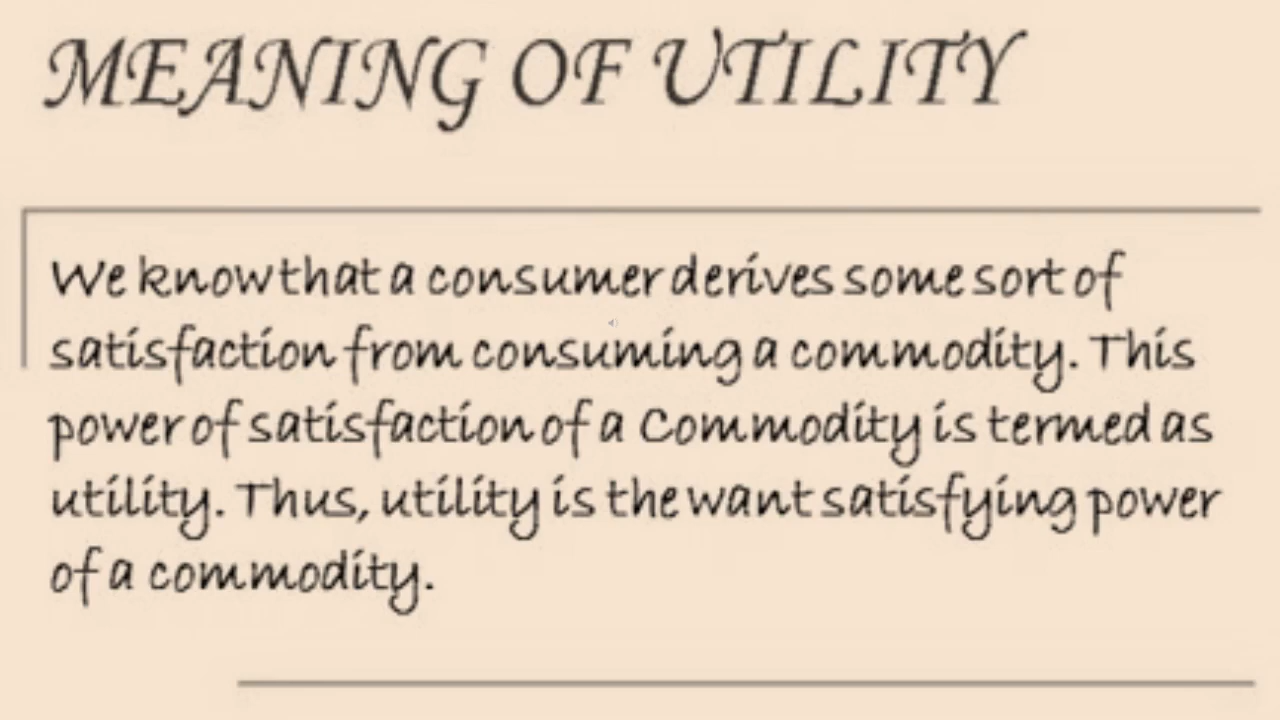 MEANING OF UTILITY
We know that a consumer derives some sort of
satisfaction from consuming a commodity. This
power of satisfaction of a Commodity is termed as
utility. Thus, utility is the want satisfying power
of a commodity.